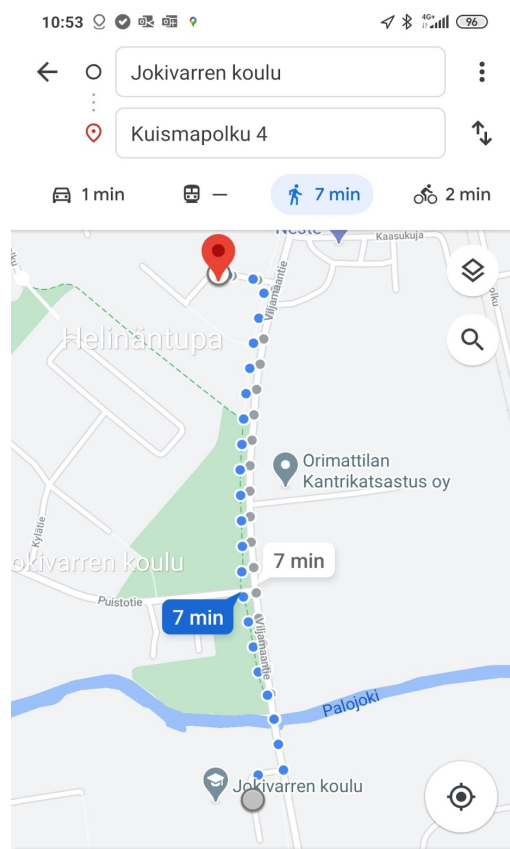 10:53
4G+
96
Jokivarren koulu
Kuismapolku 4
1 min
—
7 min
2 min
Neste
Kaasukuja
Viljamaantie
Helinäntupa
Orimattilan
Kantrikatsastus oy
Kylätie
okivarren koulu
7 min
Puistotie
7 min
Viljamaantie
Palojoki
Jokivarren koulu